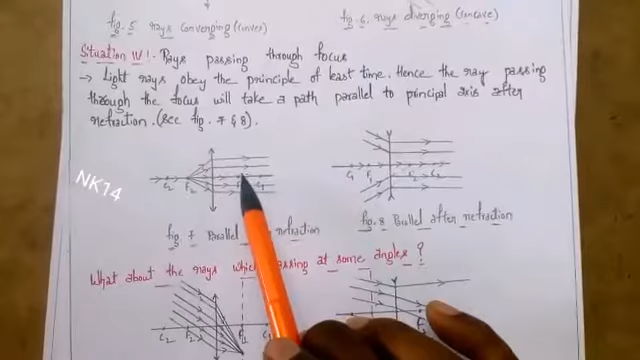 fig. 5 rays converging (convex)
fig. 6. rays diverging (concave)
Situation IV :. Rays passing through focus
→ Light rays obey the principle of least time. Hence the ray passing
through the focus will take a path parallel to principal axis after
refraction. (see fig. 7 & 8).
C₂ F₂ C₁
C₁ F₁ F₂ C₂
NK14
fig 7 Parallel refraction
fig. 8 Parallel after refraction
What about the rays which passing at some angles ?
C₂ F₂ F₁ C₁